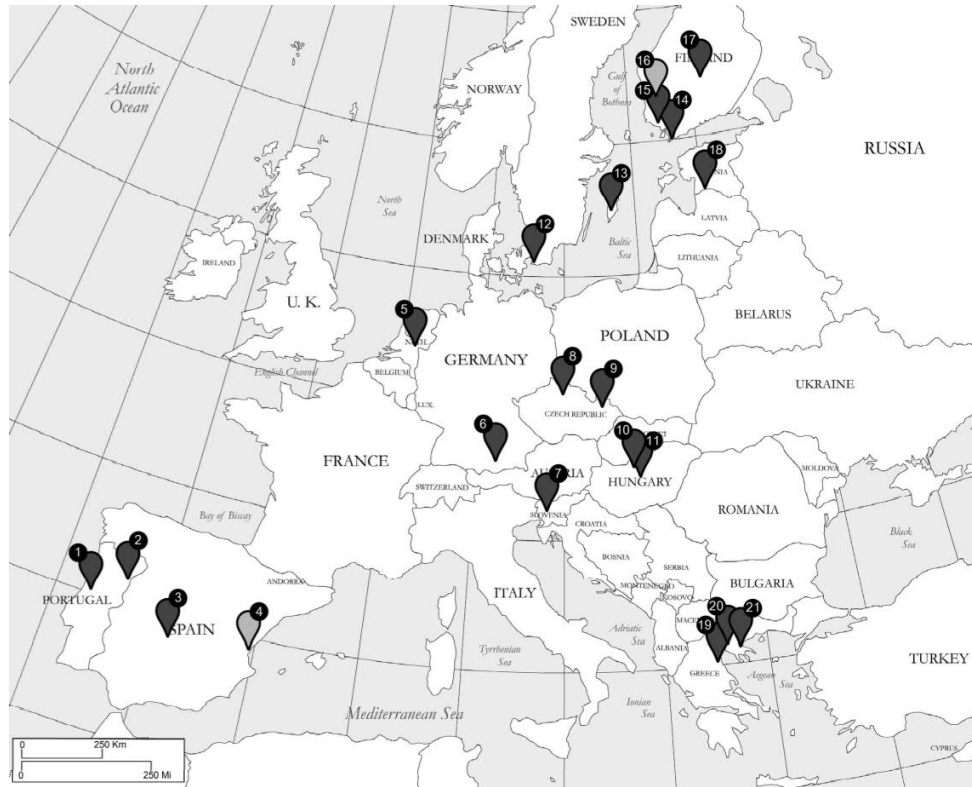 SWEDEN
17
FINLAND
16
North
Atlantic
Ocean
Gulf
of
Bothnia
NORWAY
15
14
RUSSIA
18
13
LATVIA
North
Sea
12
DENMARK
Baltic
Sea
LITHUANIA
IRELAND
U. K.
BELARUS
5
NETH.
POLAND
GERMANY
8
English Channel
BELGIUM
9
UKRAINE
LUX.
CZECH REPUBLIC
6
10
11
FRANCE
AUSTRIA
7
MOLDOVA
SWITZERLAND
HUNGARY
ROMANIA
SLOVENIA
Bay of Biscay
CROATIA
Black
Sea
2
1
BOSNIA
SERBIA
ANDORRA
BULGARIA
MONTENEGRO
ITALY
PORTUGAL
KOSOVO
3
4
20
21
MACE
19
SPAIN
Adriatic
Sea
ALBANIA
Tyrrhenian
Sea
TURKEY
GREECE
Aegean
Sea
Ionian
Sea
Mediterranean Sea
CYPRUS
0 250 Km
0 250 Mi